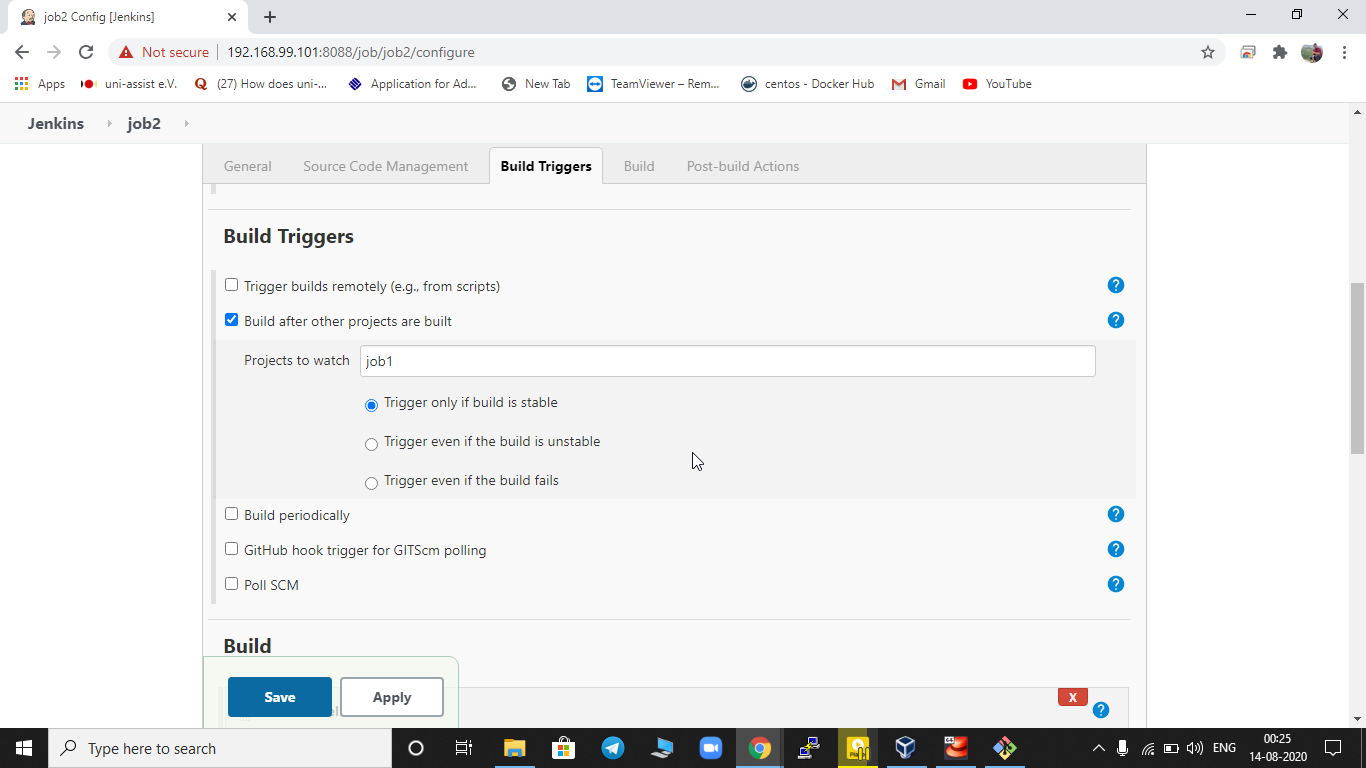 job2 Config [Jenkins]
Not secure 192.168.99.101:8088/job/job2/configure
Apps uni-assist e.V. (27) How does uni-... Application for Ad... New Tab TeamViewer – Rem... centos - Docker Hub Gmail YouTube
Jenkins job2
General Source Code Management Build Triggers Build Post-build Actions
Build Triggers
Trigger builds remotely (e.g., from scripts)
Build after other projects are built
Projects to watch job1
Trigger only if build is stable
Trigger even if the build is unstable
Trigger even if the build fails
Build periodically
GitHub hook trigger for GITScm polling
Poll SCM
Build
Save Apply X
Type here to search ENG 00:25
14-08-2020